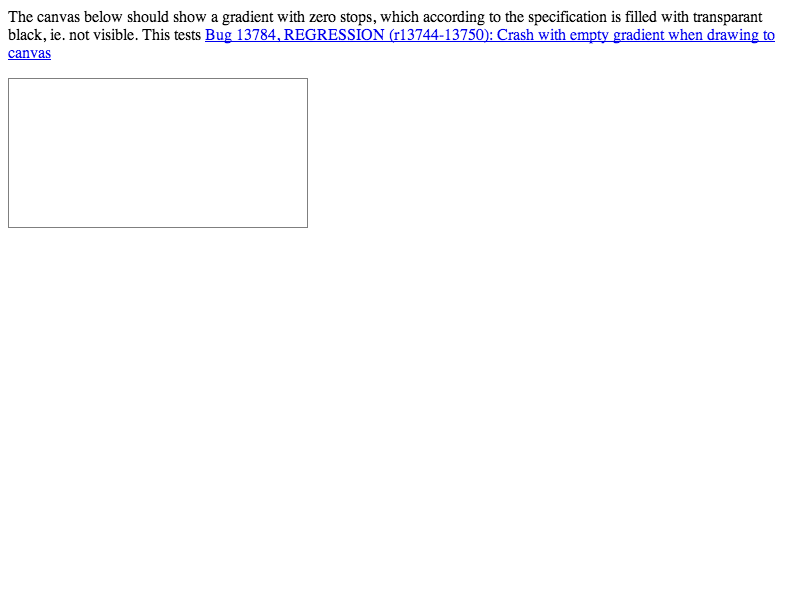 The canvas below should show a gradient with zero stops, which according to the specification is filled with transparant
black, ie. not visible. This tests Bug 13784, REGRESSION (r13744-13750): Crash with empty gradient when drawing to
canvas